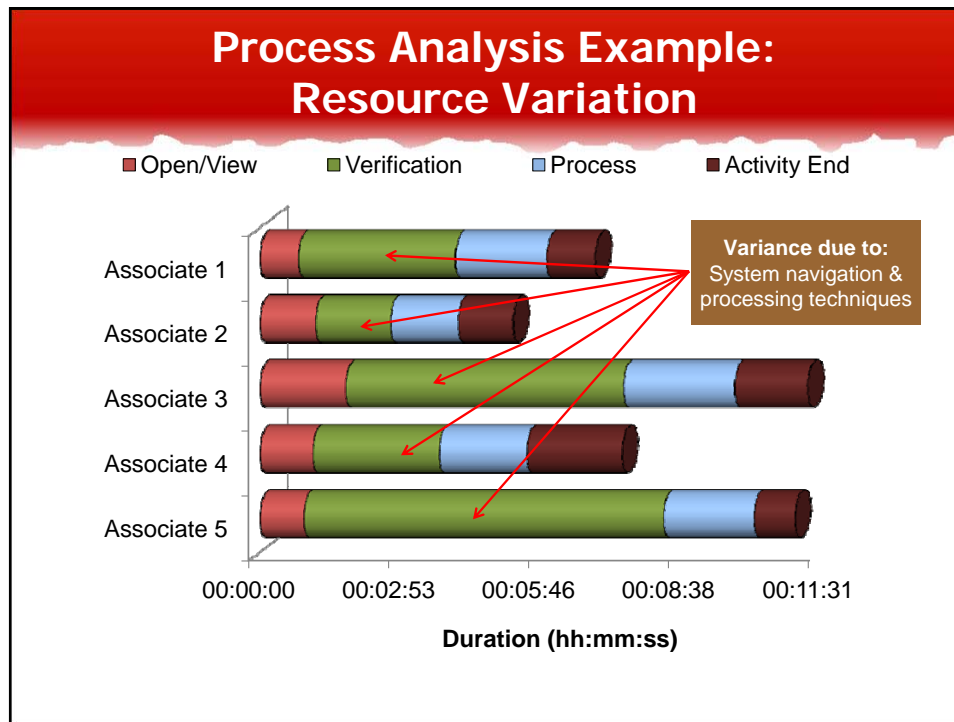 Process Analysis Example:
Resource Variation
Open/View Verification Process Activity End
Variance due to:
System navigation &
processing techniques
Associate 1
Associate 2
Associate 3
Associate 4
Associate 5
00:00:00 00:02:53 00:05:46 00:08:38 00:11:31
Duration (hh:mm:ss)